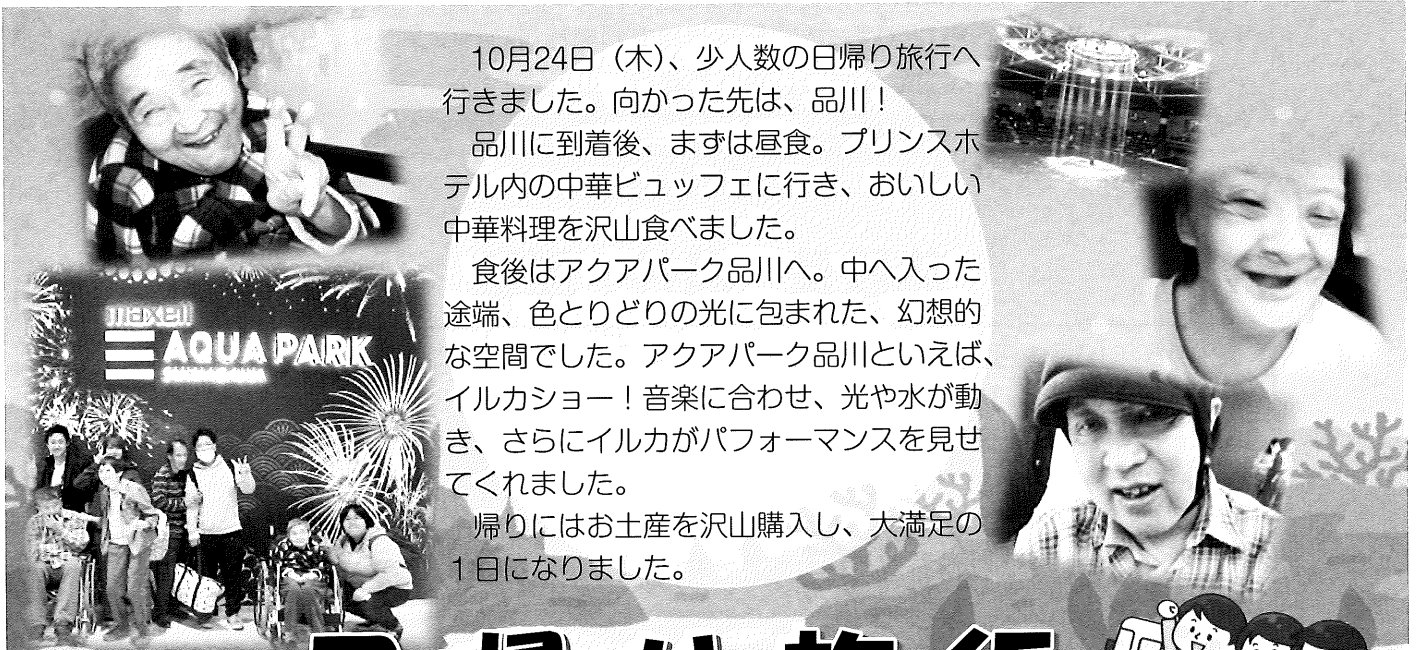 10月24日（木）、少人数の日帰り旅行へ
行きました。向かった先は、品川！
品川に到着後、まずは昼食。プリンスホ
テル内の中華ビュッフェに行き、おいしい
中華料理を沢山食べました。
食後はアクアパーク品川へ。中へ入った
途端、色とりどりの光に包まれた、幻想的
な空間でした。アクアパーク品川といえば、
イルカショー！音楽に合わせ、光や水が動
き、さらにイルカがパフォーマンスを見せ
てくれました。
帰りにはお土産を沢山購入し、大満足の
１日になりました。
maxell
AQUA PARK
日帰り旅行